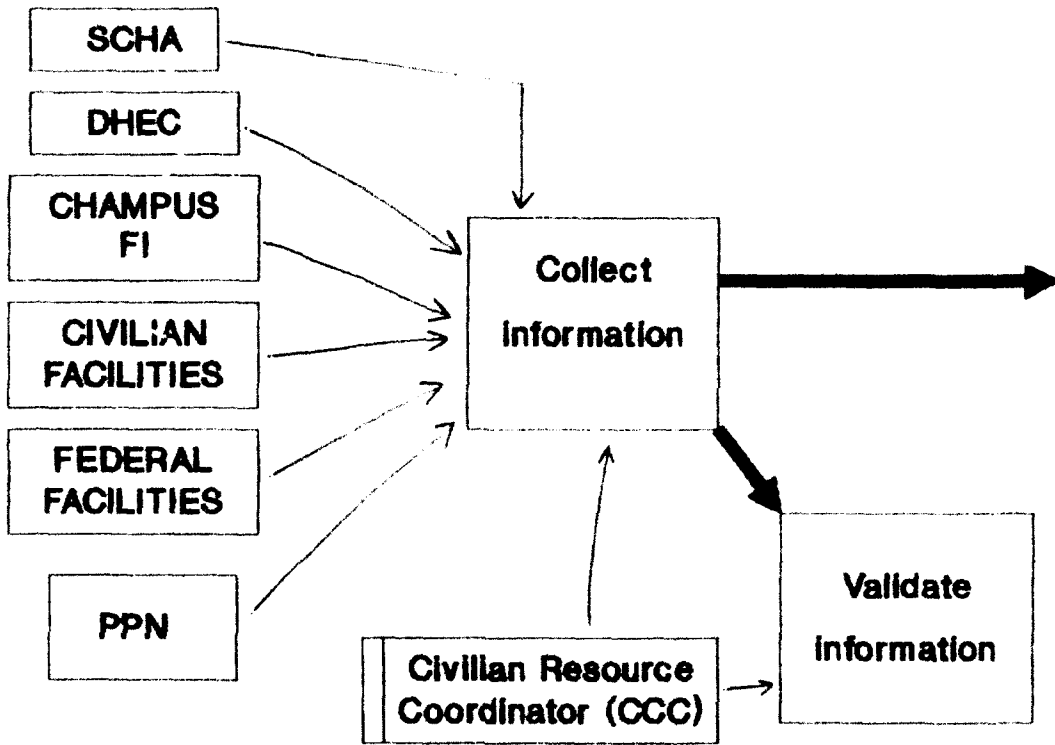 SCHA
DHEC
CHAMPUS
FI
CIVILIAN
FACILITIES
FEDERAL
FACILITIES
PPN
Collect
information
Civilian Resource
Coordinator (CCC)
Validate
information